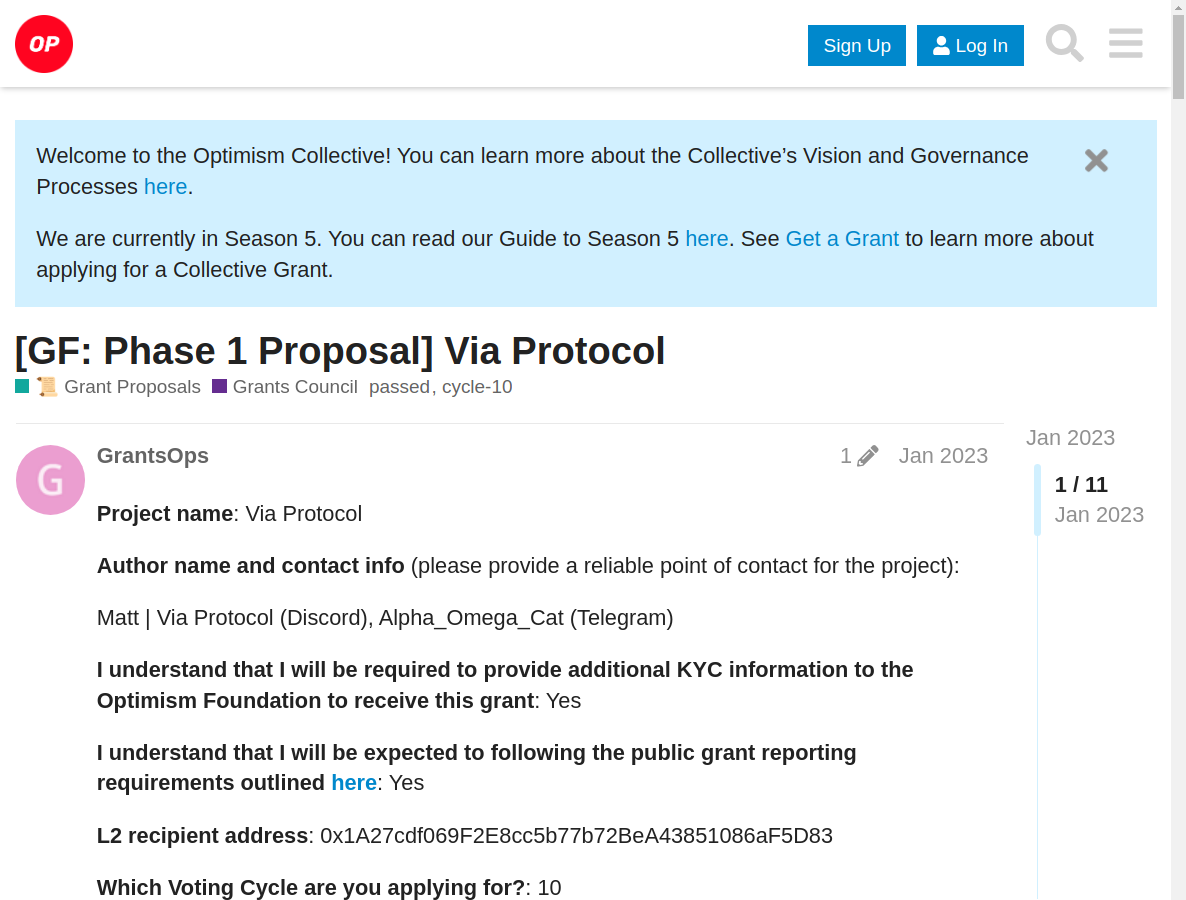 OP
Sign Up
Log In
Welcome to the Optimism Collective! You can learn more about the Collective’s Vision and Governance
Processes here.
We are currently in Season 5. You can read our Guide to Season 5 here. See Get a Grant to learn more about
applying for a Collective Grant.
[GF: Phase 1 Proposal] Via Protocol
Grant Proposals Grants Council passed, cycle-10
G
GrantsOps 1 Jan 2023
Project name: Via Protocol
Author name and contact info (please provide a reliable point of contact for the project):
Matt | Via Protocol (Discord), Alpha_Omega_Cat (Telegram)
I understand that I will be required to provide additional KYC information to the
Optimism Foundation to receive this grant: Yes
I understand that I will be expected to following the public grant reporting
requirements outlined here: Yes
L2 recipient address: 0x1A27cdf069F2E8cc5b77b72BeA43851086aF5D83
Which Voting Cycle are you applying for?: 10
Jan 2023
1 / 11
Jan 2023